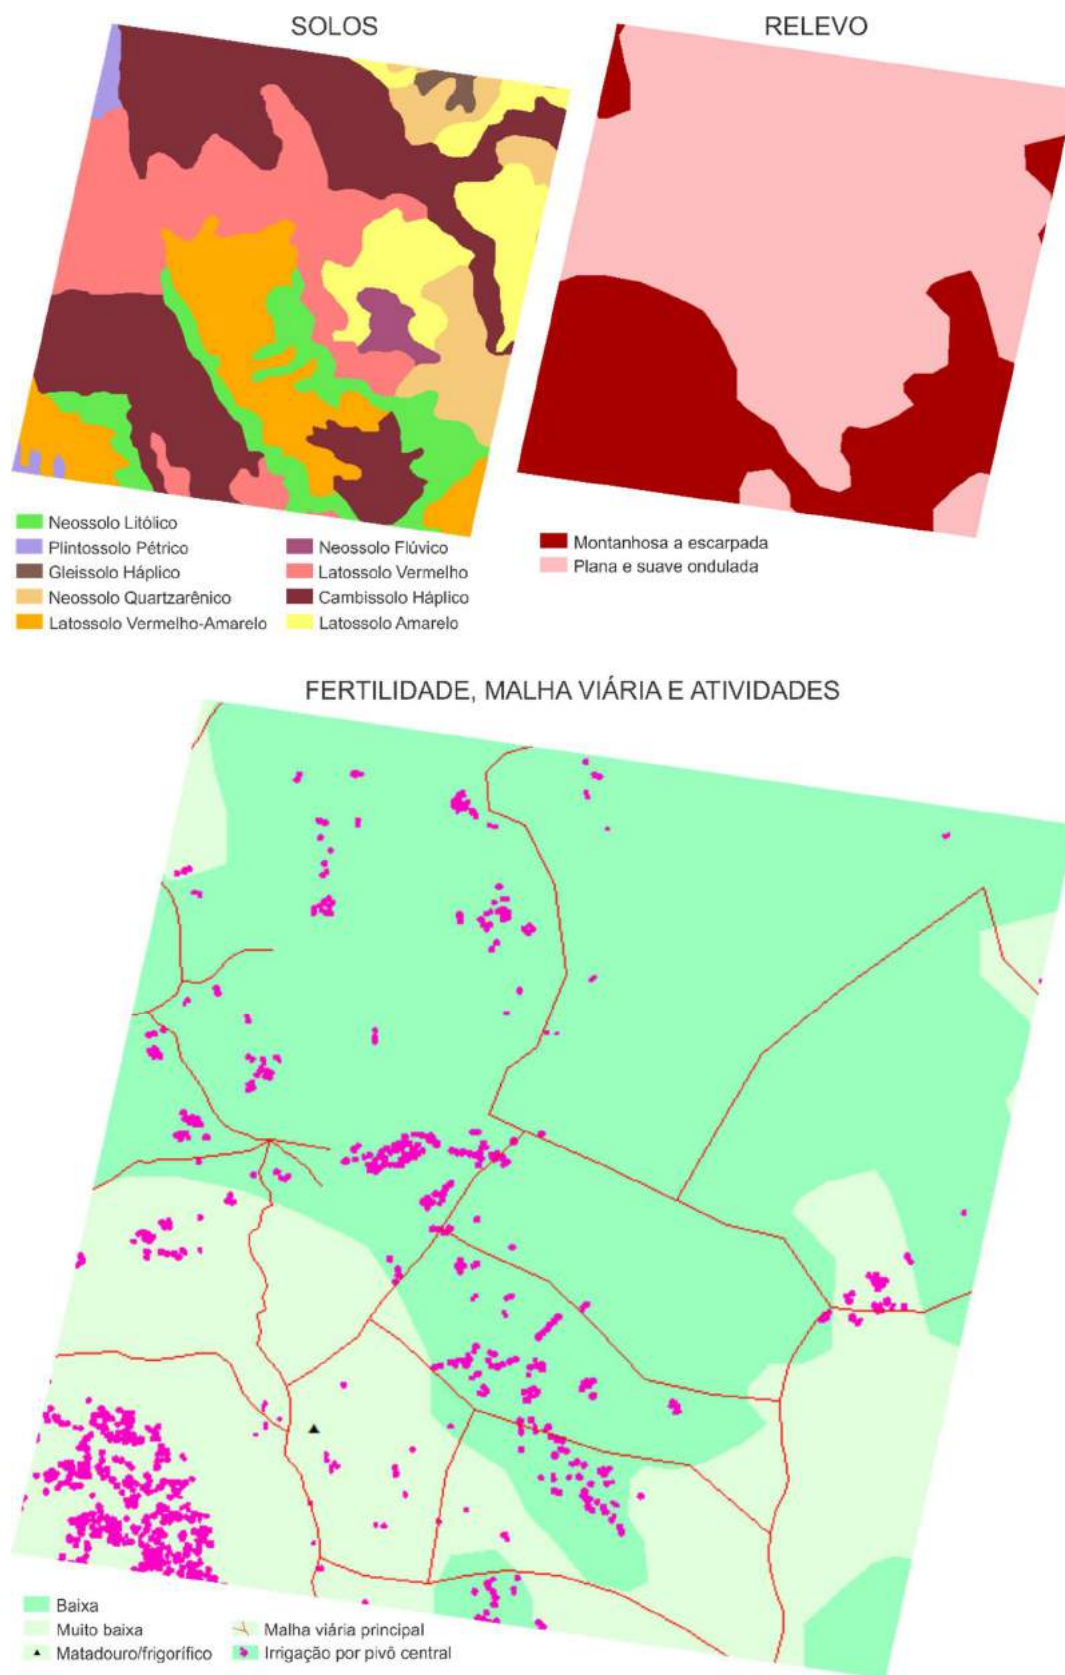 SOLOS
RELEVO
Neossolo Litólico
Plintossolo Pétrico
Gleissolo Háplico
Neossolo Quartzarênico
Latossolo Vermelho-Amarelo
Neossolo Flúvico
Latossolo Vermelho
Cambissolo Háplico
Latossolo Amarelo
Montanhosa a escarpada
Plana e suave ondulada
FERTILIDADE, MALHA VIÁRIA E ATIVIDADES
Baixa
Muito baixa
Matadouro/frigorífico
Malha viária principal
Irrigação por pivô central